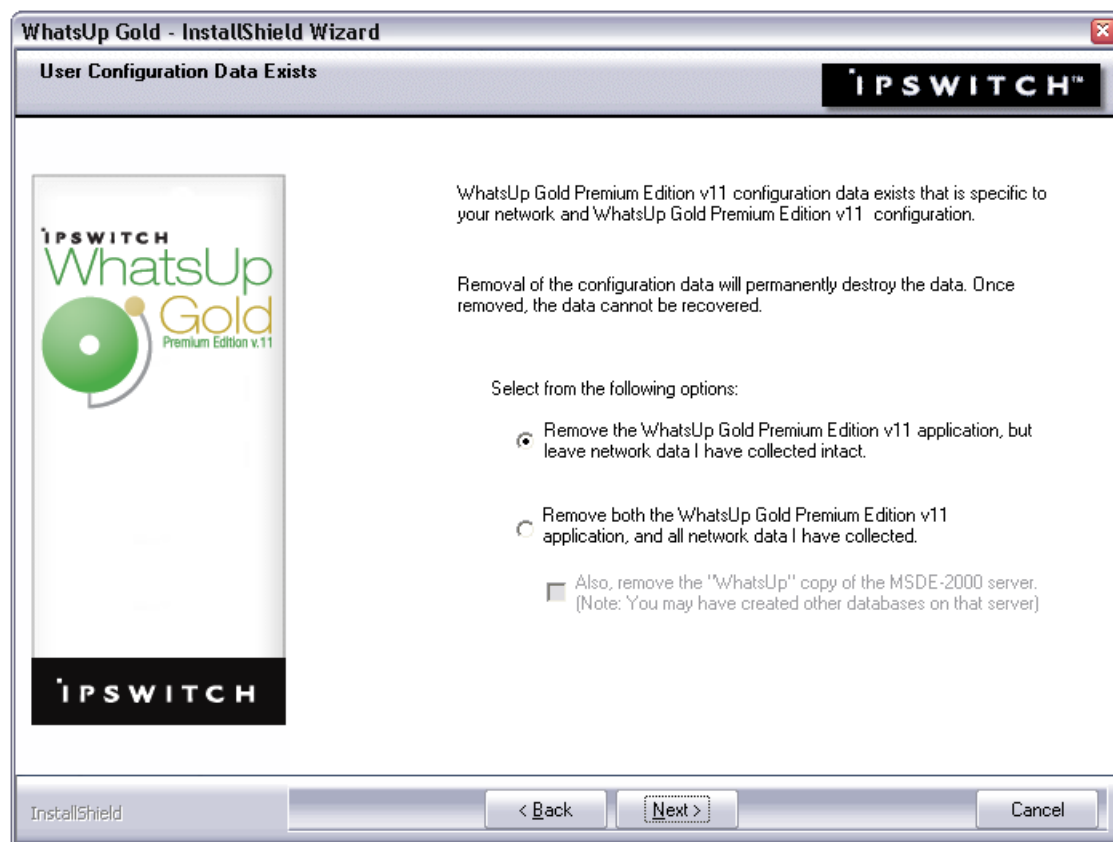 WhatsUp Gold - InstallShield Wizard
User Configuration Data Exists
IPSWITCH™
IPSWITCH
WhatsUp
Gold
Premium Edition v.11
IPSWITCH
WhatsUp Gold Premium Edition v11 configuration data exists that is specific to
your network and WhatsUp Gold Premium Edition v11 configuration.
Removal of the configuration data will permanently destroy the data. Once
removed, the data cannot be recovered.
Select from the following options:
Remove the WhatsUp Gold Premium Edition v11 application, but
leave network data I have collected intact.
Remove both the WhatsUp Gold Premium Edition v11
application, and all network data I have collected.
Also, remove the "WhatsUp" copy of the MSDE-2000 server.
(Note: You may have created other databases on that server)
InstallShield
< Back
Next >
Cancel